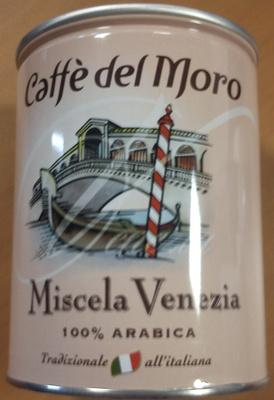 Caffè del Moro
Miscela Venezia
100% ARABICA
Tradizionale all'italiana